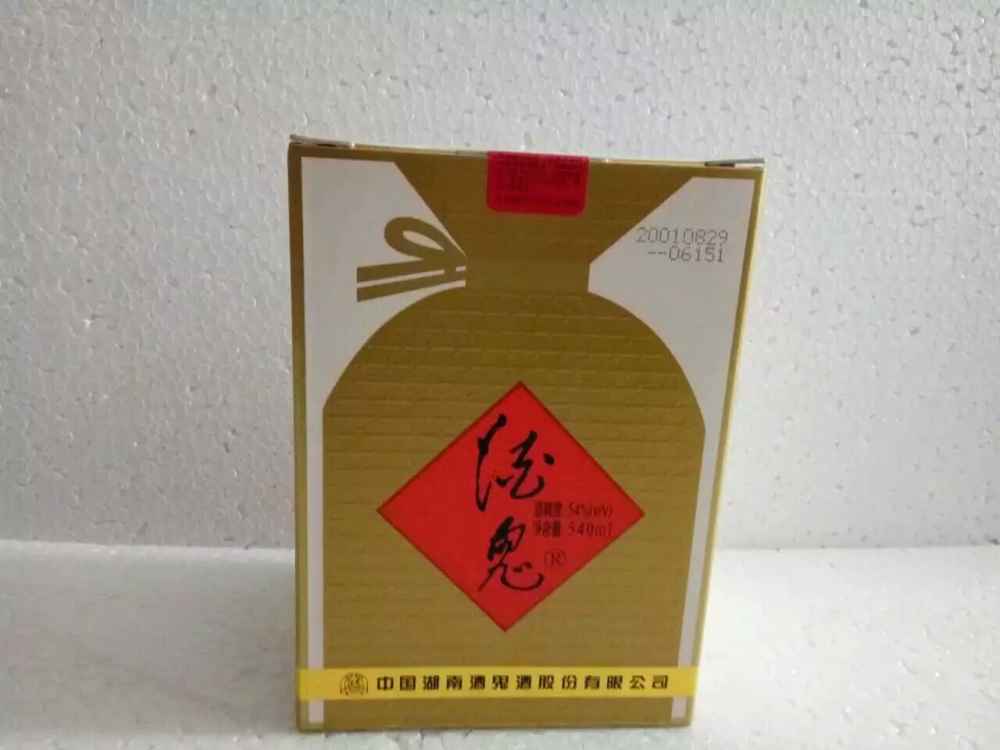 20010829
--06151
酒
鬼
酒精度:54%(V/V)
净含量:540ml
(R)
中国湖南酒鬼酒股份有限公司